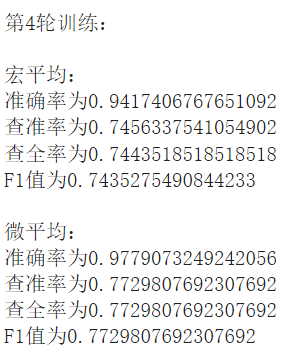 第4轮训练：
宏平均：
准确率为0.9417406767651092
查准率为0.7456337541054902
查全率为0.7443518518518518
F1值为0.7435275490844233
微平均：
准确率为0.9779073249242056
查准率为0.7729807692307692
查全率为0.7729807692307692
F1值为0.7729807692307692